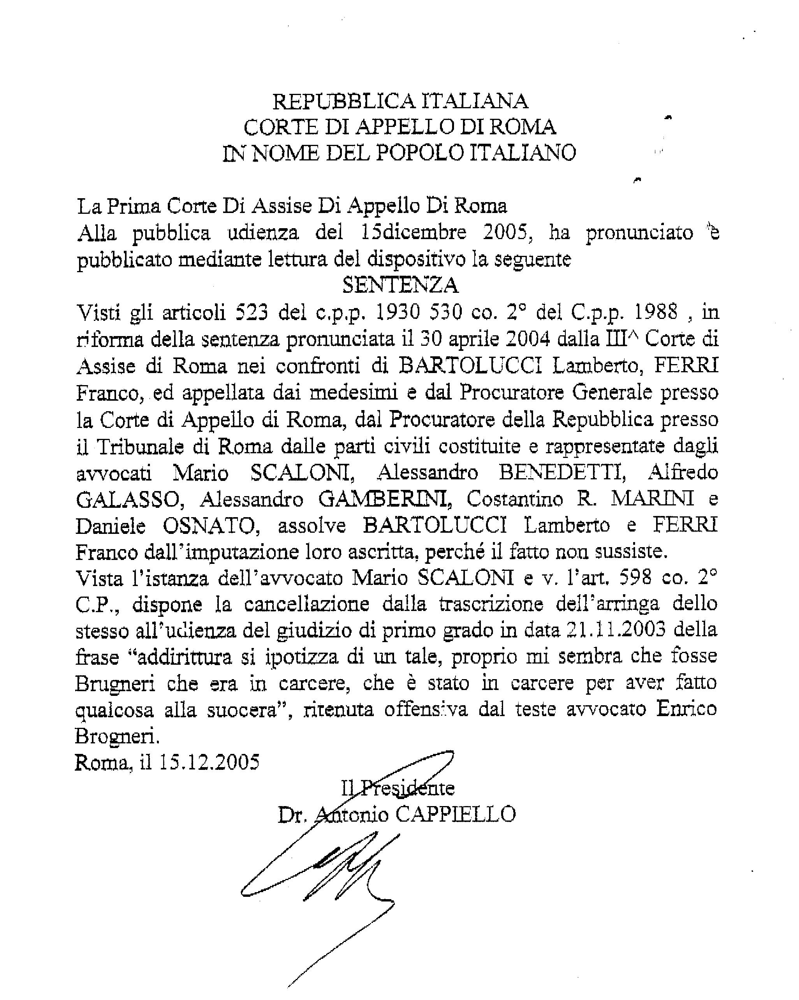 REPUBBLICA ITALIANA
CORTE DI APPELLO DI ROMA
IN NOME DEL POPOLO ITALIANO
La Prima Corte Di Assise Di Appello Di Roma
Alla pubblica udienza del 15dicembre 2005, ha pronunciato e
pubblicato mediante lettura del dispositivo la seguente
SENTENZA
Visti gli articoli 523 del c.p.p. 1930 530 co. 2° del C.p.p. 1988 , in
riforma della sentenza pronunciata il 30 aprile 2004 dalla III^ Corte di
Assise di Roma nei confronti di BARTOLUCCI Lamberto, FERRI
Franco, ed appellata dai medesimi e dal Procuratore Generale presso
la Corte di Appello di Roma, dal Procuratore della Repubblica presso
il Tribunale di Roma dalle parti civili costituite e rappresentate dagli
avvocati Mario SCALONI, Alessandro BENEDETTI, Alfredo
GALASSO, Alessandro GAMBERINI, Costantino R. MARINI e
Daniele OSNATO, assolve BARTOLUCCI Lamberto e FERRI
Franco dall'imputazione loro ascritta, perché il fatto non sussiste.
Vista l'istanza dell'avvocato Mario SCALONI e v. l'art. 598 co. 2°
C.P., dispone la cancellazione dalla trascrizione dell'arringa dello
stesso all'udienza del giudizio di primo grado in data 21.11.2003 della
frase “addirittura si ipotizza di un tale, proprio mi sembra che fosse
Brugneri che era in carcere, che è stato in carcere per aver fatto
qualcosa alla suocera”, ritenuta offensiva dal teste avvocato Enrico
Brogneri.
Roma, il 15.12.2005
Il Presidente
Dr. Antonio CAPPIELLO